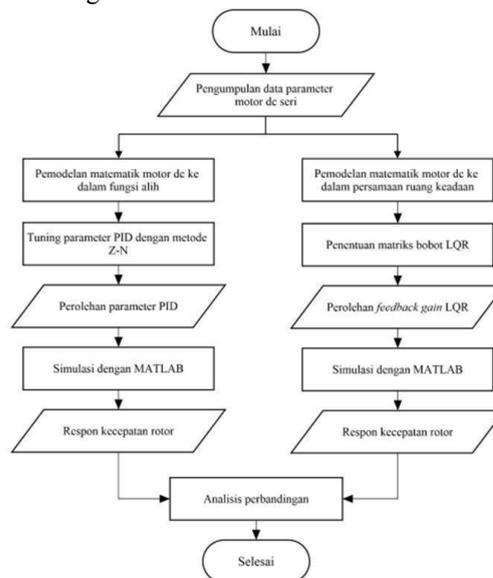 Mulai
Pengumpulan data parameter
motor dc seri
Pemodelan matematik motor dc ke
dalam fungsi alih
Tuning parameter PID dengan metode
Z-N
Perolehan parameter PID
Simulasi dengan MATLAB
Respon kecepatan rotor
Pemodelan matematik motor dc ke
dalam persamaan ruang keadaan
Penentuan matriks bobot LQR
Perolehan feedback gain LQR
Simulasi dengan MATLAB
Respon kecepatan rotor
Analisis perbandingan
Selesai